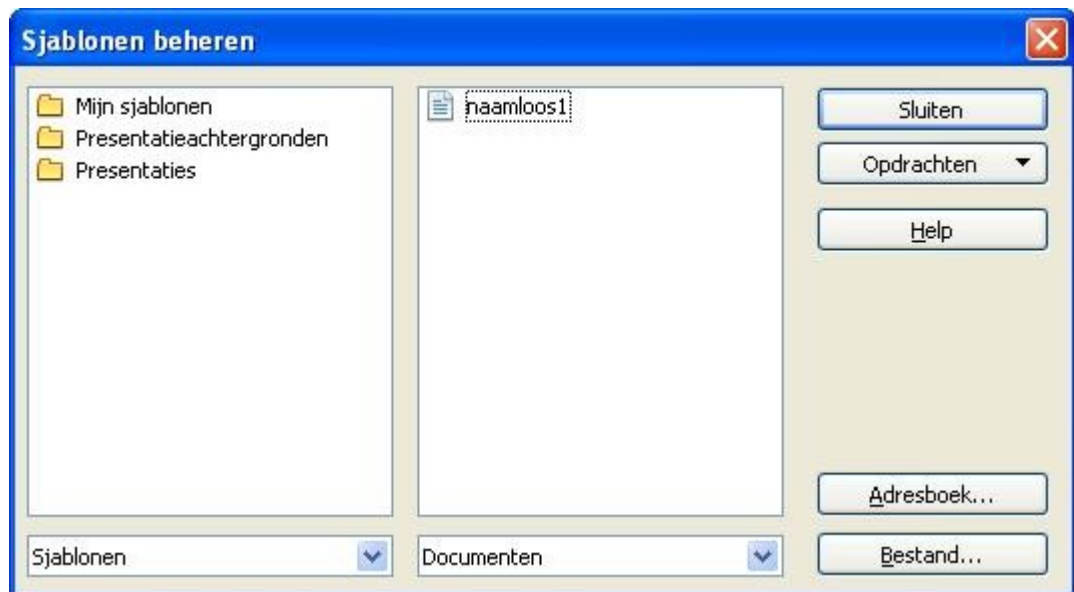 Sjablonen beheren
Mijn sjablonen
Presentatieachtergronden
Presentaties
naamloos1
Sluiten
Opdrachten
Help
Adresboek...
Sjablonen
Documenten
Bestand...